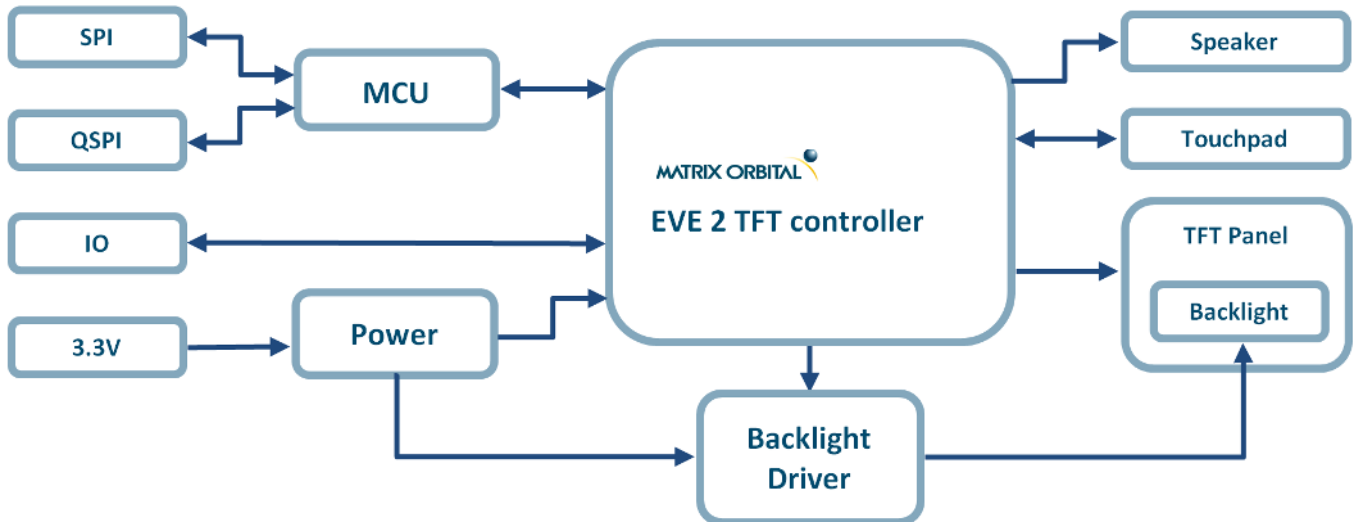 SPI
QSPI
IO
3.3V
MCU
Power
MATRIX ORBITAL
EVE 2 TFT controller
Backlight
Driver
Speaker
Touchpad
TFT Panel
Backlight